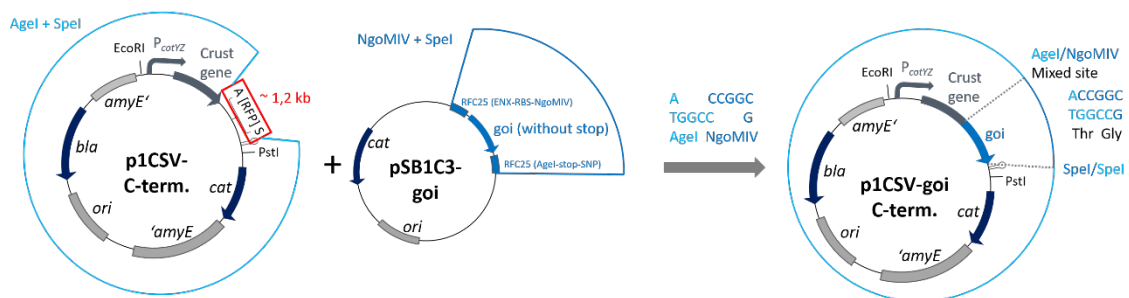 AgeI + SpeI
EcoRI
PcotYZ
Crust
gene
A [RFP] S
~ 1,2 kb
PstI
amyE‘
bla
p1CSV-
C-term.
cat
ori
‘amyE
+
NgoMIV + SpeI
RFC25 (ENX-RBS-NgoMIV)
goi (without stop)
RFC25 (AgeI-stop-SNP)
cat
pSB1C3-
goi
ori
A CCGGC
TGGCC G
AgeI NgoMIV
EcoRI
PcotYZ
Crust
gene
goi
PstI
amyE‘
bla
p1CSV-goi
C-term.
cat
ori
‘amyE
AgeI/NgoMIV
Mixed site
ACCGGC
TGGCCG
Thr Gly
SpeI/SpeI